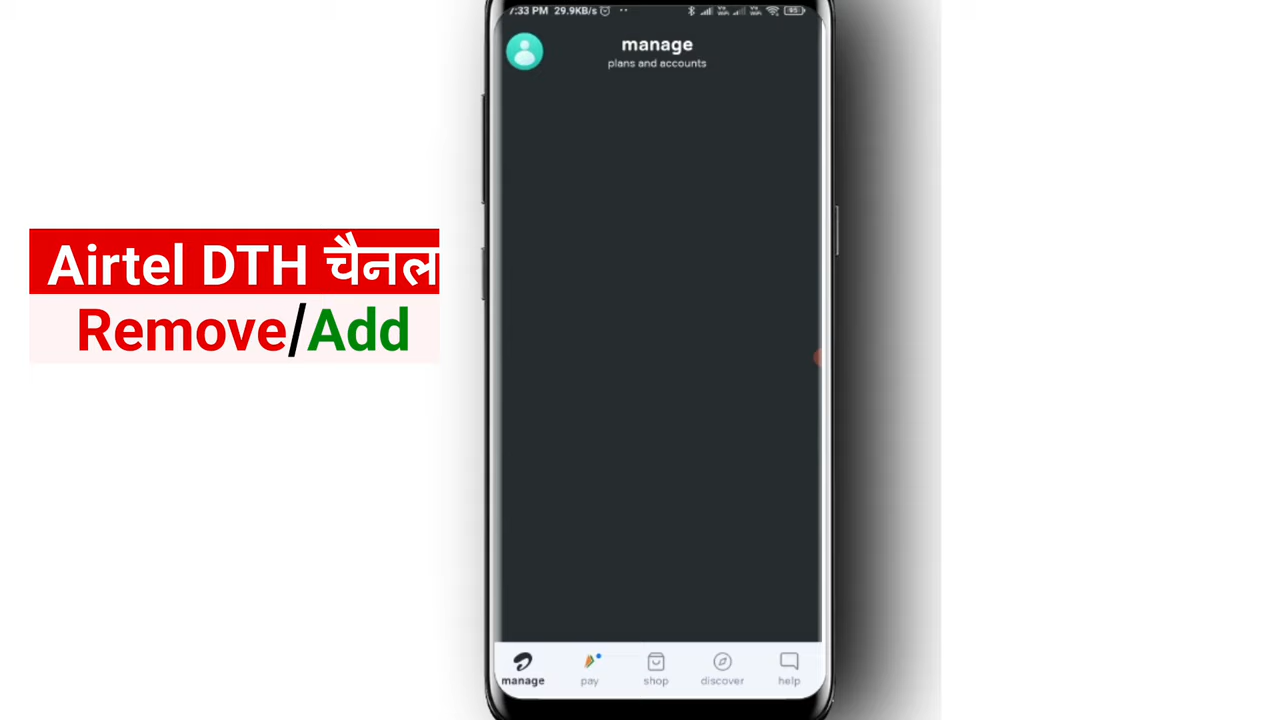 7:33 PM 29.9KB/s
manage
plans and accounts
Airtel DTH चैनल
Remove/Add
manage pay shop discover help